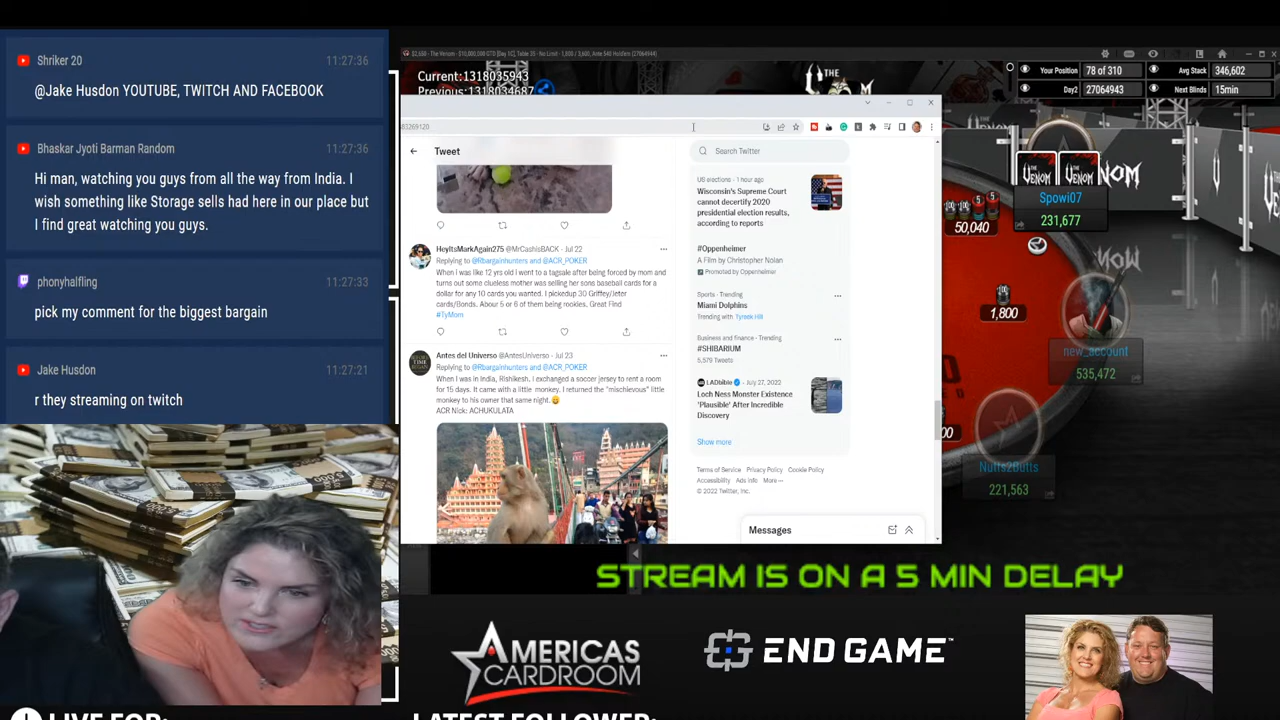 Shriker 20
11:27:36
@Jake Husdon YOUTUBE, TWITCH AND FACEBOOK
Bhaskar Jyoti Barman Random
11:27:36
Hi man, watching you guys from all the way from India. I
wish something like Storage sells had here in our place but
I find great watching you guys.
phonyhalfling
11:27:33
pick my comment for the biggest bargain
Jake Husdon
11:27:21
r they streaming on twitch
Current:1318035943
Previous:1318034687
THE VENOM
Your Position
78 of 310
Avg Stack
346,602
Day2
27064943
Next Blinds
15min
83269120
Tweet
HeyItsMarkAgain275 @MrCashisBACK · Jul 22
Replying to @Rbargainhunters and @ACR_POKER
When I was like 12 yrs old I went to a tagsale after being forced by mom and
turns out some clueless mother was selling her sons baseball cards for a
dollar for any 10 cards you wanted. I pickedup 30 Griffey/Jeter
cards/Bonds. About 5 or 6 of them being rookies. Great Find
#TyMom
Antes del Universo @AntesUniverso · Jul 23
Replying to @Rbargainhunters and @ACR_POKER
When I was in India, Rishikesh. I exchanged a soccer jersey to rent a room
for 15 days. It came with a little monkey. I returned the "mischievous" little
monkey to his owner that same night. 😅
ACR Nick: ACHUKULATA
Search Twitter
US elections · 1 hour ago
Wisconsin's Supreme Court
cannot decertify 2020
presidential election results,
according to reports
#Oppenheimer
A Film by Christopher Nolan
Promoted by Oppenheimer
Sports · Trending
Miami Dolphins
Trending with Tyreek Hill
Business and finance · Trending
#SHIBARIUM
5,579 Tweets
LADbible · July 27, 2022
Loch Ness Monster Existence
'Plausible' After Incredible
Discovery
Show more
Terms of Service Privacy Policy Cookie Policy
Accessibility Ads info More ···
© 2022 Twitter, Inc.
Messages
VENOM
Spowi07
231,677
50,040
1,800
new_account
535,472
Nutts2Butts
221,563
STREAM IS ON A 5 MIN DELAY
AMERICAS
CARDROOM
END GAME™
LIVE FOR:
LATEST FOLLOWER: